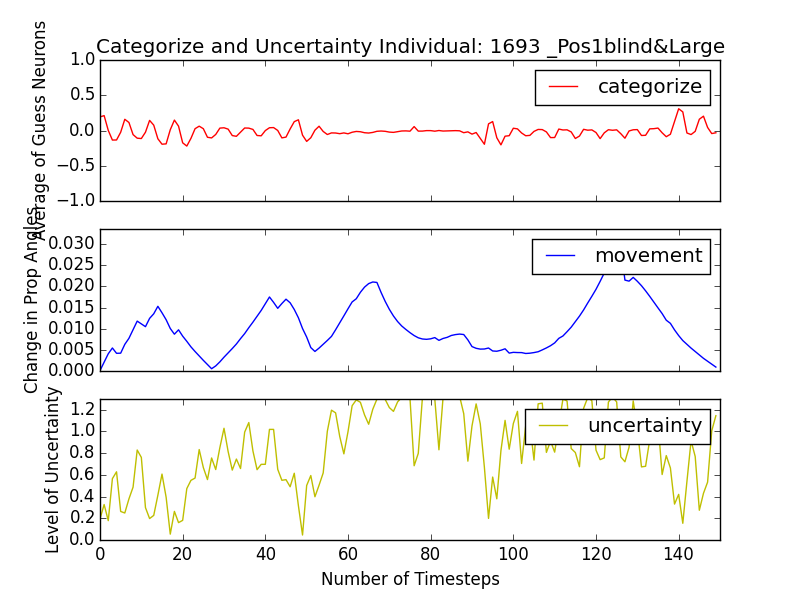 Categorize and Uncertainty Individual: 1693 _Pos1blind&Large
Average of Guess Neurons
1.0
0.5
0.0
−0.5
−1.0
categorize
Change in Prop Angles
0.030
0.025
0.020
0.015
0.010
0.005
0.000
movement
Level of Uncertainty
1.2
1.0
0.8
0.6
0.4
0.2
0.0
uncertainty
0 20 40 60 80 100 120 140
Number of Timesteps